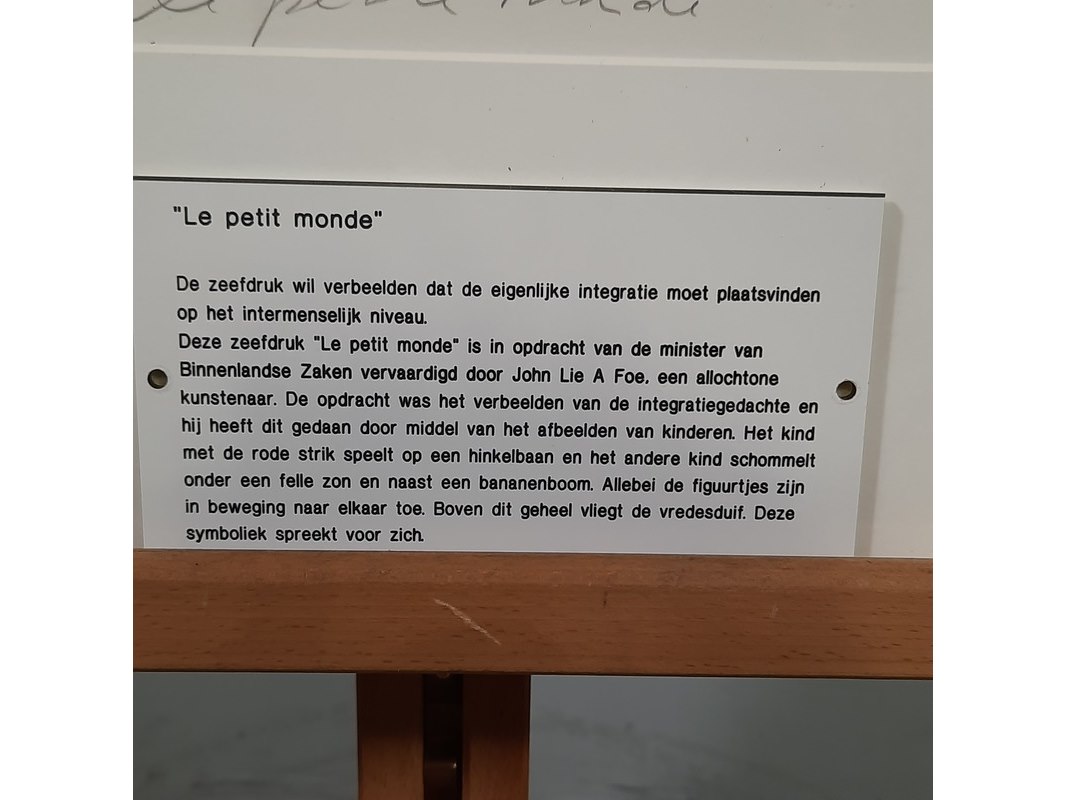 le petit monde
"Le petit monde"
De zeefdruk wil verbeelden dat de eigenlijke integratie moet plaatsvinden
op het intermenselijk niveau.
Deze zeefdruk "Le petit monde" is in opdracht van de minister van
Binnenlandse Zaken vervaardigd door John Lie A Foe, een allochtone
kunstenaar. De opdracht was het verbeelden van de integratiegedachte en
hij heeft dit gedaan door middel van het afbeelden van kinderen. Het kind
met de rode strik speelt op een hinkelbaan en het andere kind schommelt
onder een felle zon en naast een bananenboom. Allebei de figuurtjes zijn
in beweging naar elkaar toe. Boven dit geheel vliegt de vredesduif. Deze
symboliek spreekt voor zich.